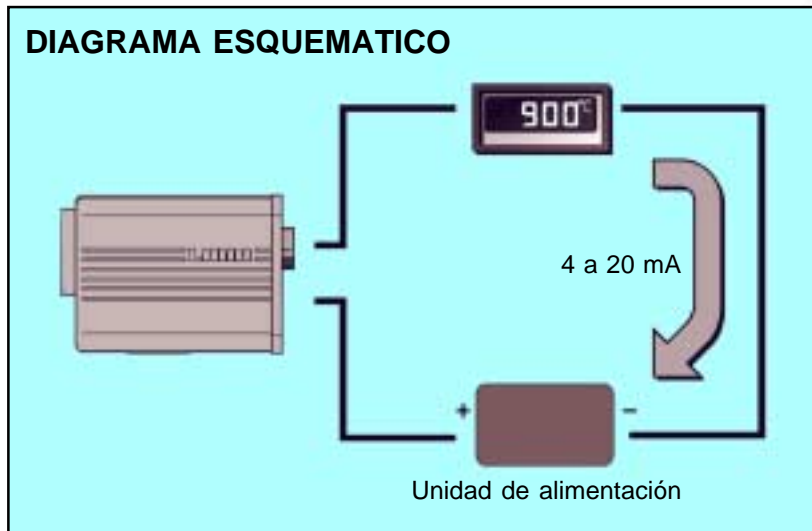 DIAGRAMA ESQUEMATICO
900°C
4 a 20 mA
+ −
Unidad de alimentación